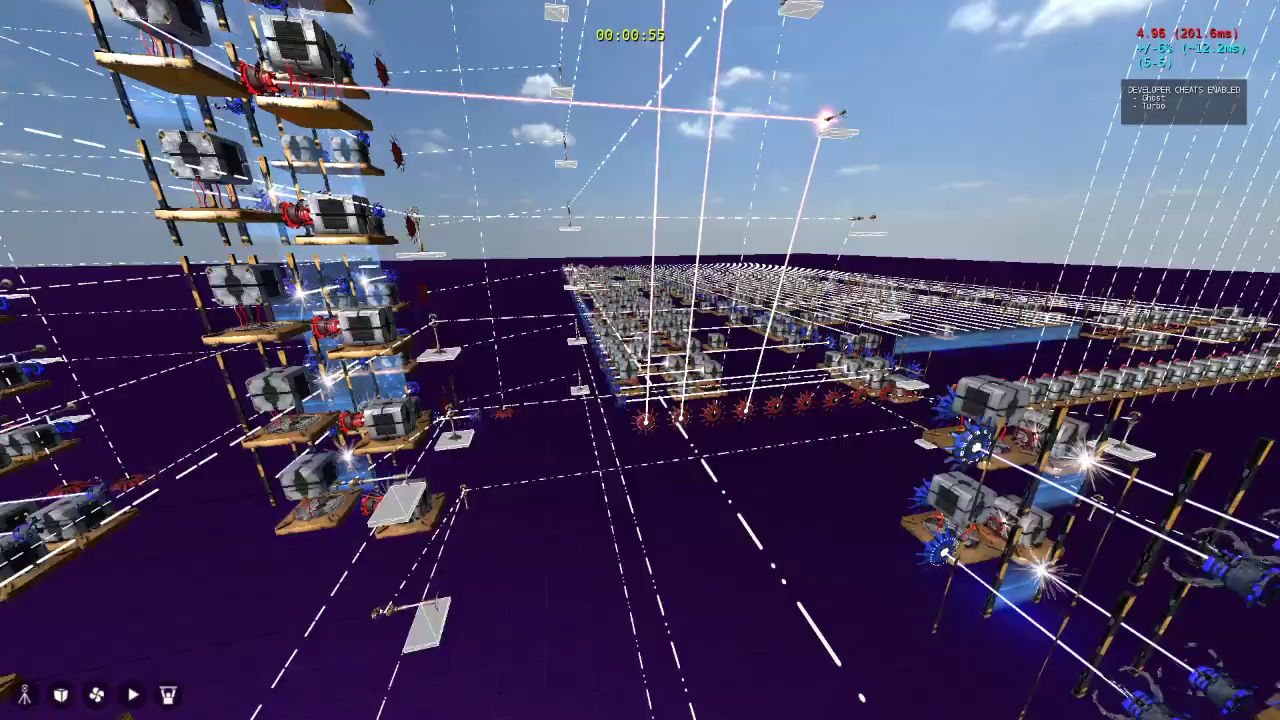 00:00:55
4.96 (201.6ms)
+/-6% (~12.2ms)
(5-5)
DEVELOPER CHEATS ENABLED
- Ghost
- Turbo